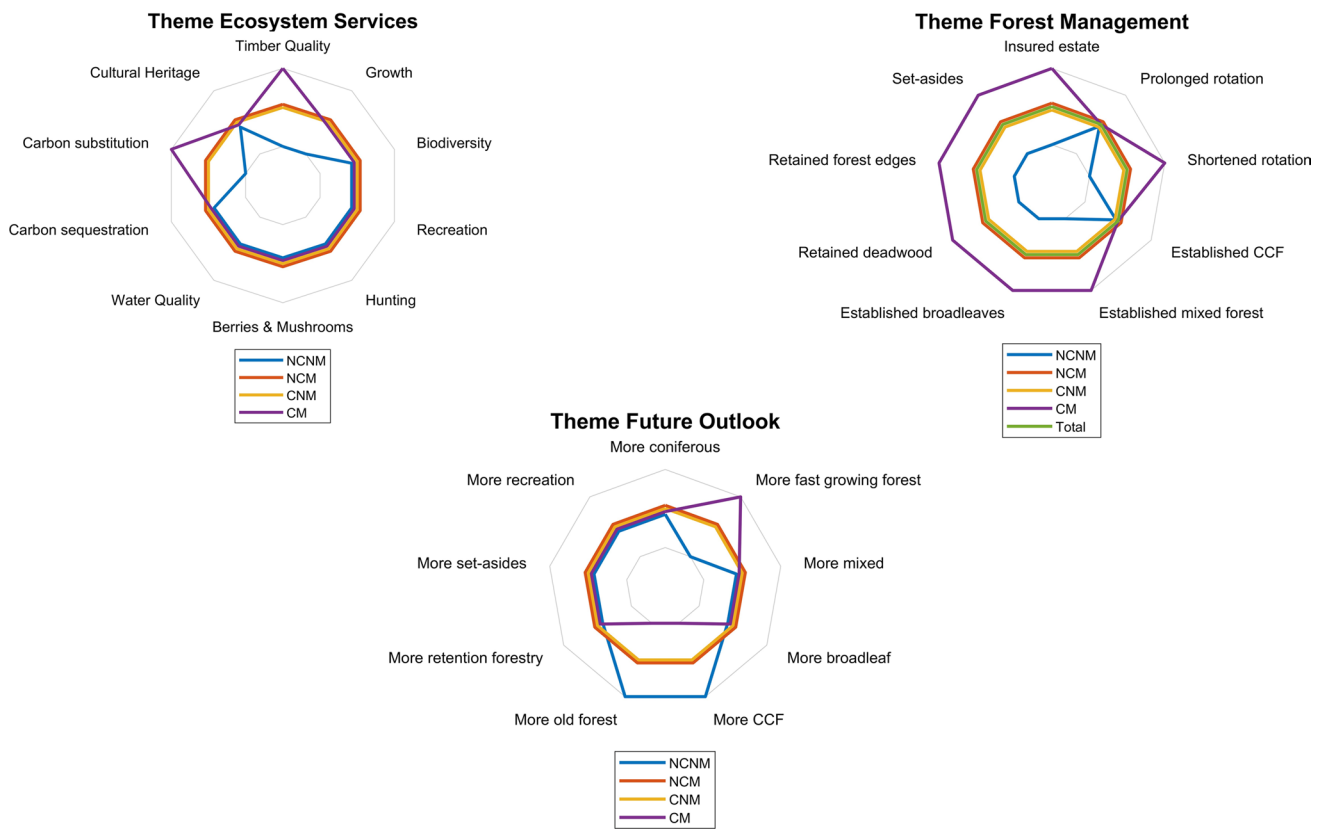 Theme Ecosystem Services
Timber Quality
Cultural Heritage
Growth
Carbon substitution
Biodiversity
Carbon sequestration
Recreation
Water Quality
Hunting
Berries & Mushrooms
NCNM
NCM
CNM
CM
Theme Forest Management
Insured estate
Set-asides
Prolonged rotation
Retained forest edges
Shortened rotation
Retained deadwood
Established CCF
Established broadleaves
Established mixed forest
NCNM
NCM
CNM
CM
Total
Theme Future Outlook
More coniferous
More recreation
More fast growing forest
More set-asides
More mixed
More retention forestry
More broadleaf
More old forest
More CCF
NCNM
NCM
CNM
CM